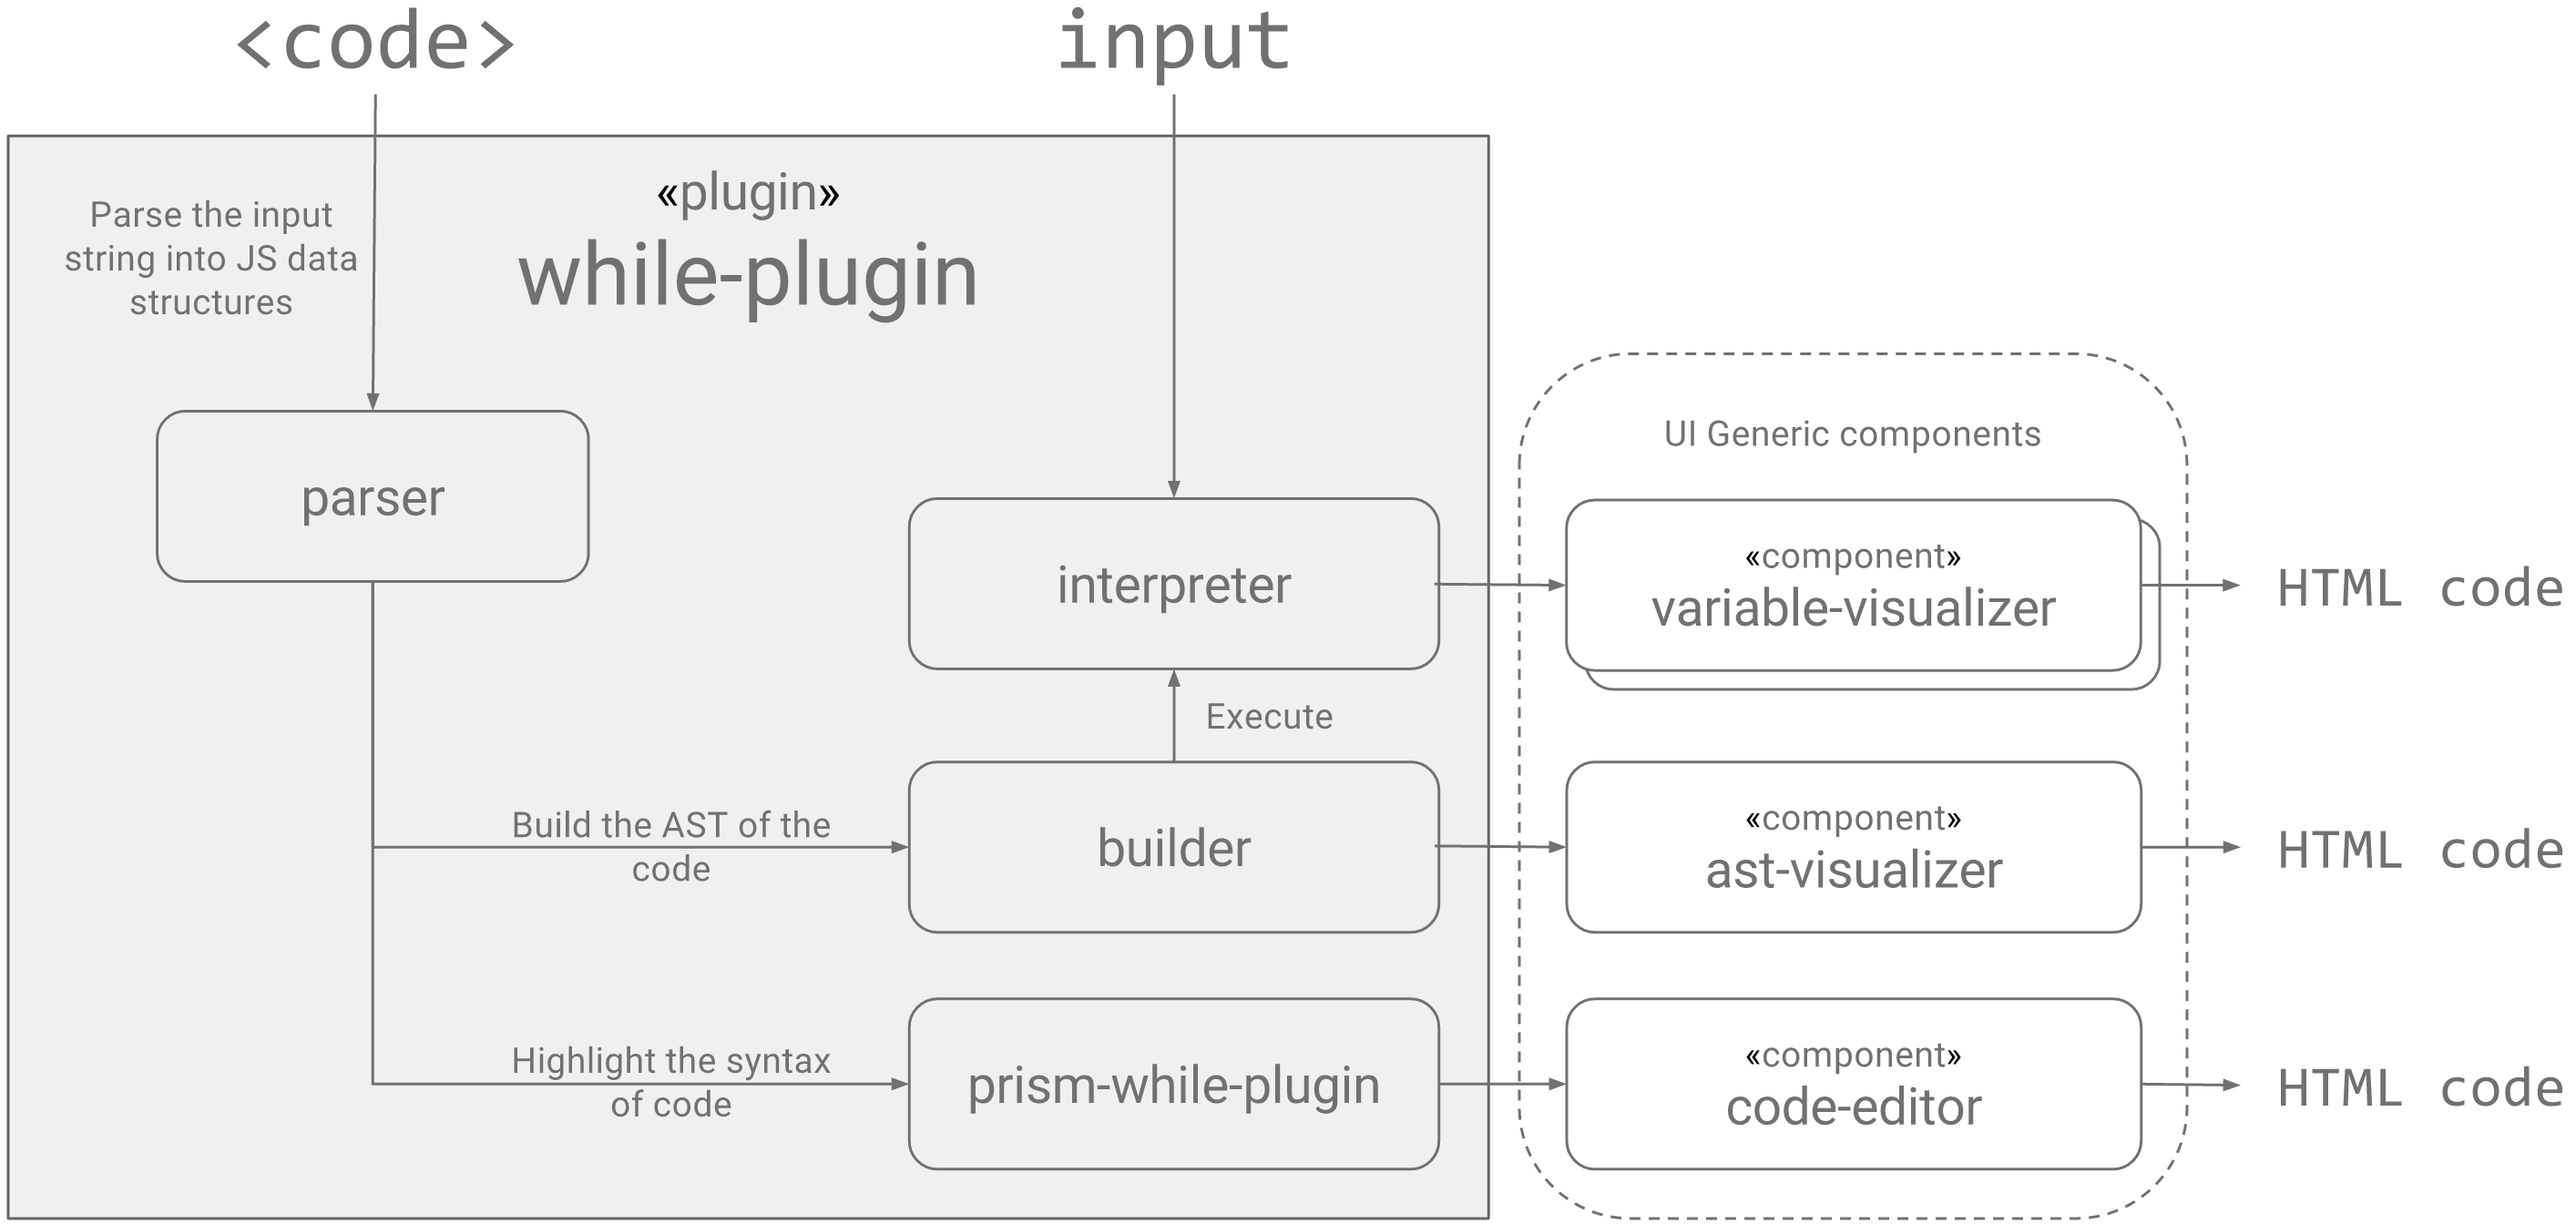 <code>
input
«plugin»
while-plugin
Parse the input
string into JS data
structures
parser
interpreter
Execute
Build the AST of the
code
builder
Highlight the syntax
of code
prism-while-plugin
UI Generic components
«component»
variable-visualizer
HTML code
«component»
ast-visualizer
HTML code
«component»
code-editor
HTML code